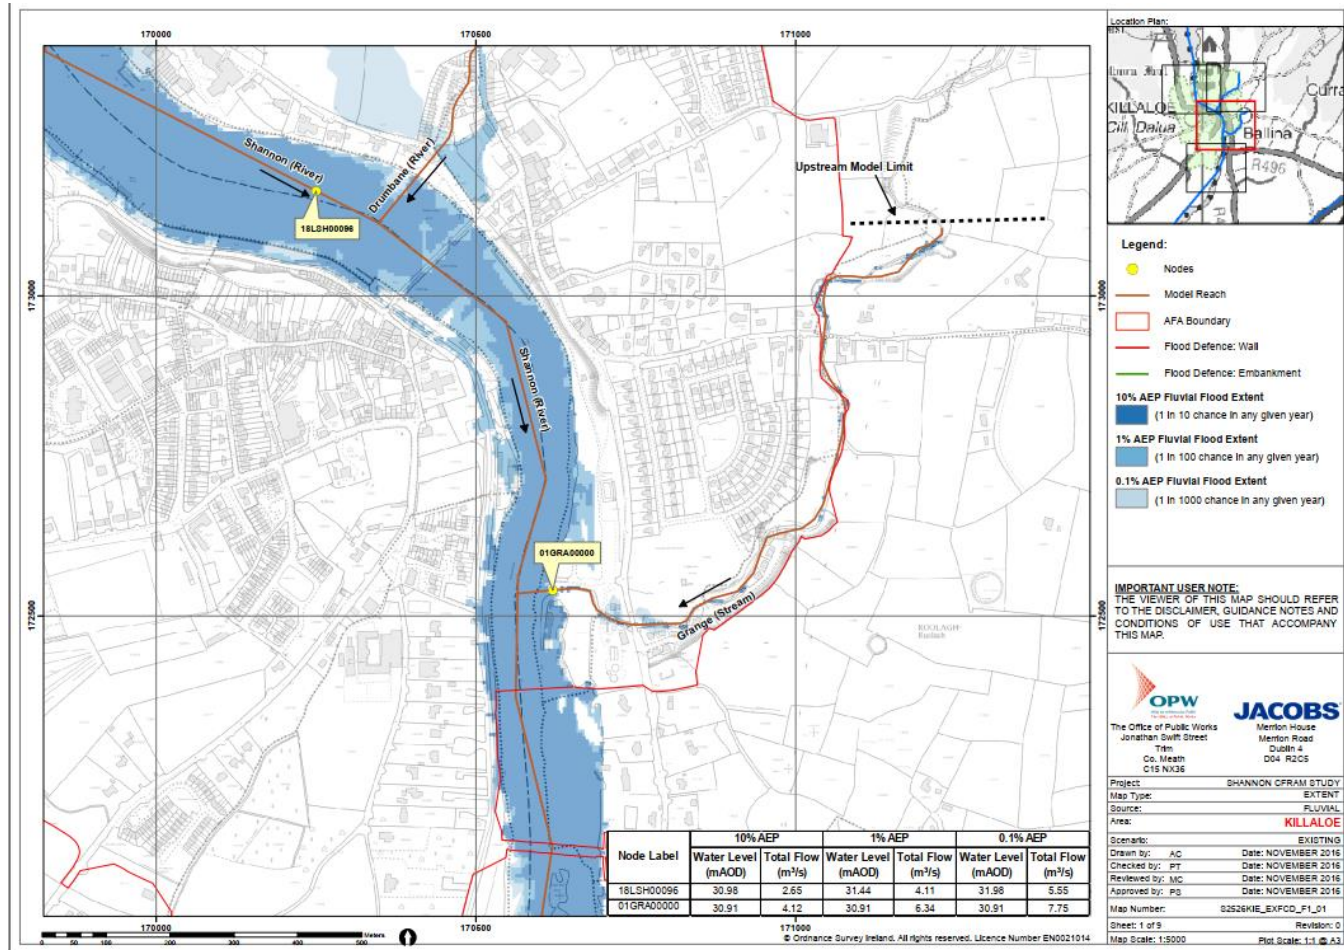 170000
170500
171000
173000
172500
173000
172500
170000
170500
171000
Shannon (River)
Drumbane (River)
18LSH00096
Shannon (River)
Upstream Model Limit
01GRA00000
Grange (Stream)
Node Label
10% AEP
1% AEP
0.1% AEP
Water Level (mAOD)
Total Flow (m³/s)
Water Level (mAOD)
Total Flow (m³/s)
Water Level (mAOD)
Total Flow (m³/s)
18LSH00096 30.98 2.65 31.44 4.11 31.98 5.55
01GRA00000 30.91 4.12 30.91 6.34 30.91 7.75
0 50 100 200 300 400 500 Meters
© Ordnance Survey Ireland. All rights reserved. Licence Number EN0021014
Location Plan:
KILLALOE
Cill Dalua
Ballina
Curra
R496
Legend:
Nodes
Model Reach
AFA Boundary
Flood Defence: Wall
Flood Defence: Embankment
10% AEP Fluvial Flood Extent
(1 in 10 chance in any given year)
1% AEP Fluvial Flood Extent
(1 in 100 chance in any given year)
0.1% AEP Fluvial Flood Extent
(1 in 1000 chance in any given year)
IMPORTANT USER NOTE:
THE VIEWER OF THIS MAP SHOULD REFER
TO THE DISCLAIMER, GUIDANCE NOTES AND
CONDITIONS OF USE THAT ACCOMPANY
THIS MAP.
OPW
The Office of Public Works
Jonathan Swift Street
Trim
Co. Meath
C15 NX36
JACOBS
Merrion House
Merrion Road
Dublin 4
D04 R2C5
Project: SHANNON CFRAM STUDY
Map Type: EXTENT
Source: FLUVIAL
Area: KILLALOE
Scenario: EXISTING
Drawn by: AC Date: NOVEMBER 2016
Checked by: PT Date: NOVEMBER 2016
Reviewed by: MC Date: NOVEMBER 2016
Approved by: PS Date: NOVEMBER 2016
Map Number: S2526KIE_EXFCD_F1_01
Sheet: 1 of 9 Revision: 0
Map Scale: 1:5000 Plot Scale: 1:1 @ A3